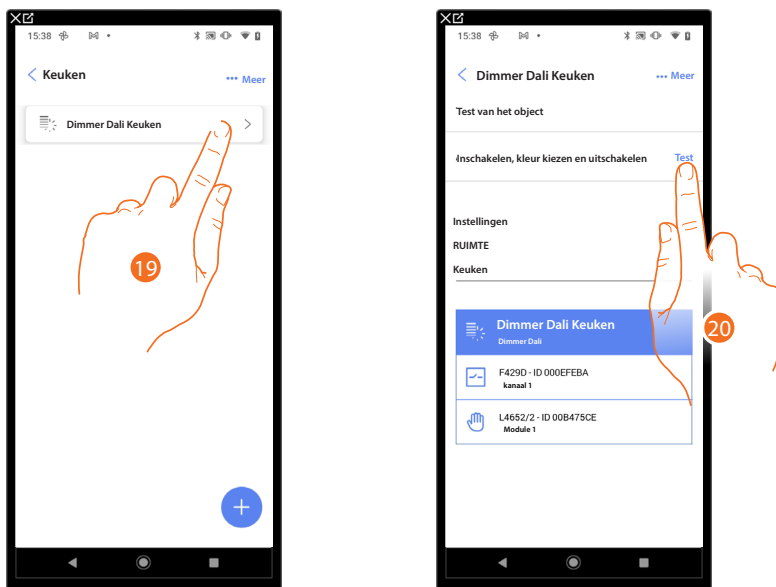 15:38
Keuken
••• Meer
Dimmer Dali Keuken
19
15:38
Dimmer Dali Keuken
••• Meer
Test van het object
Inschakelen, kleur kiezen en uitschakelen
Test
Instellingen
RUIMTE
Keuken
Dimmer Dali Keuken
Dimmer Dali
F429D - ID 000EFEBA
kanaal 1
L4652/2 - ID 00B475CE
Module 1
20